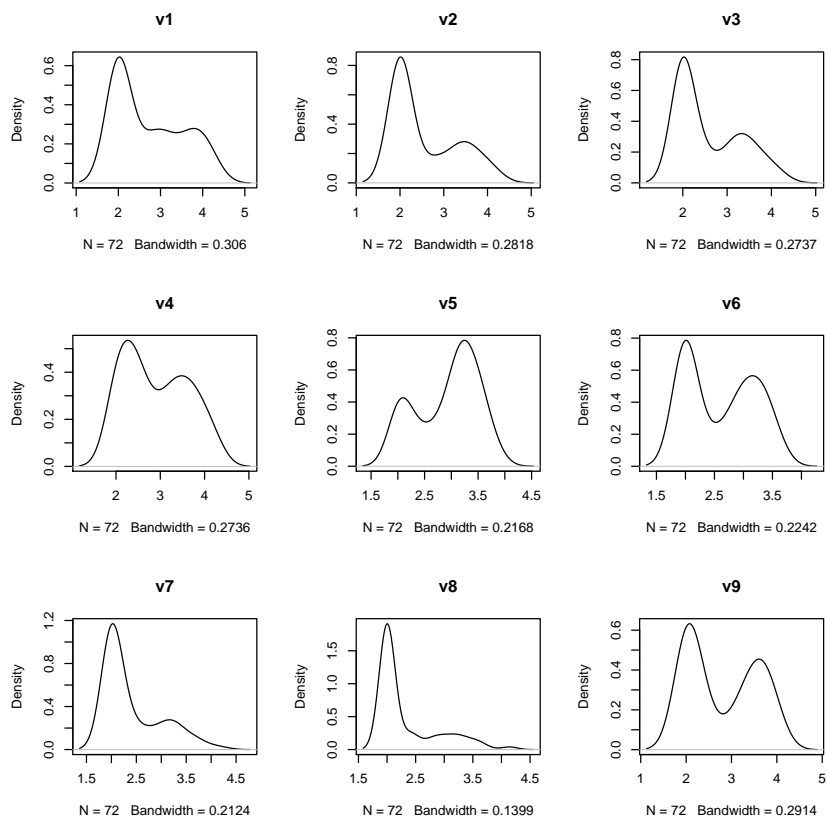 v1
Density
0.0 0.2 0.4 0.6
1 2 3 4 5
N = 72 Bandwidth = 0.306
v2
Density
0.0 0.2 0.4 0.6 0.8
1 2 3 4 5
N = 72 Bandwidth = 0.2818
v3
Density
0.0 0.2 0.4 0.6 0.8
2 3 4 5
N = 72 Bandwidth = 0.2737
v4
Density
0.0 0.2 0.4
2 3 4 5
N = 72 Bandwidth = 0.2736
v5
Density
0.0 0.2 0.4 0.6 0.8
1.5 2.5 3.5 4.5
N = 72 Bandwidth = 0.2168
v6
Density
0.0 0.2 0.4 0.6 0.8
1.5 2.5 3.5
N = 72 Bandwidth = 0.2242
v7
Density
0.0 0.4 0.8 1.2
1.5 2.5 3.5 4.5
N = 72 Bandwidth = 0.2124
v8
Density
0.0 0.5 1.0 1.5
1.5 2.5 3.5 4.5
N = 72 Bandwidth = 0.1399
v9
Density
0.0 0.2 0.4 0.6
1 2 3 4 5
N = 72 Bandwidth = 0.2914